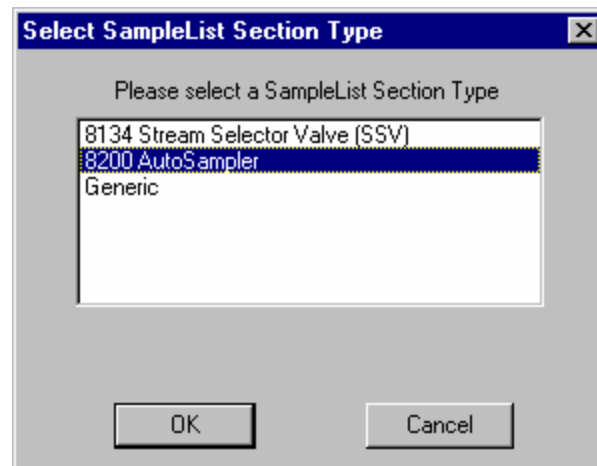 Select SampleList Section Type
Please select a SampleList Section Type
8134 Stream Selector Valve (SSV)
8200 AutoSampler
Generic
OK
Cancel